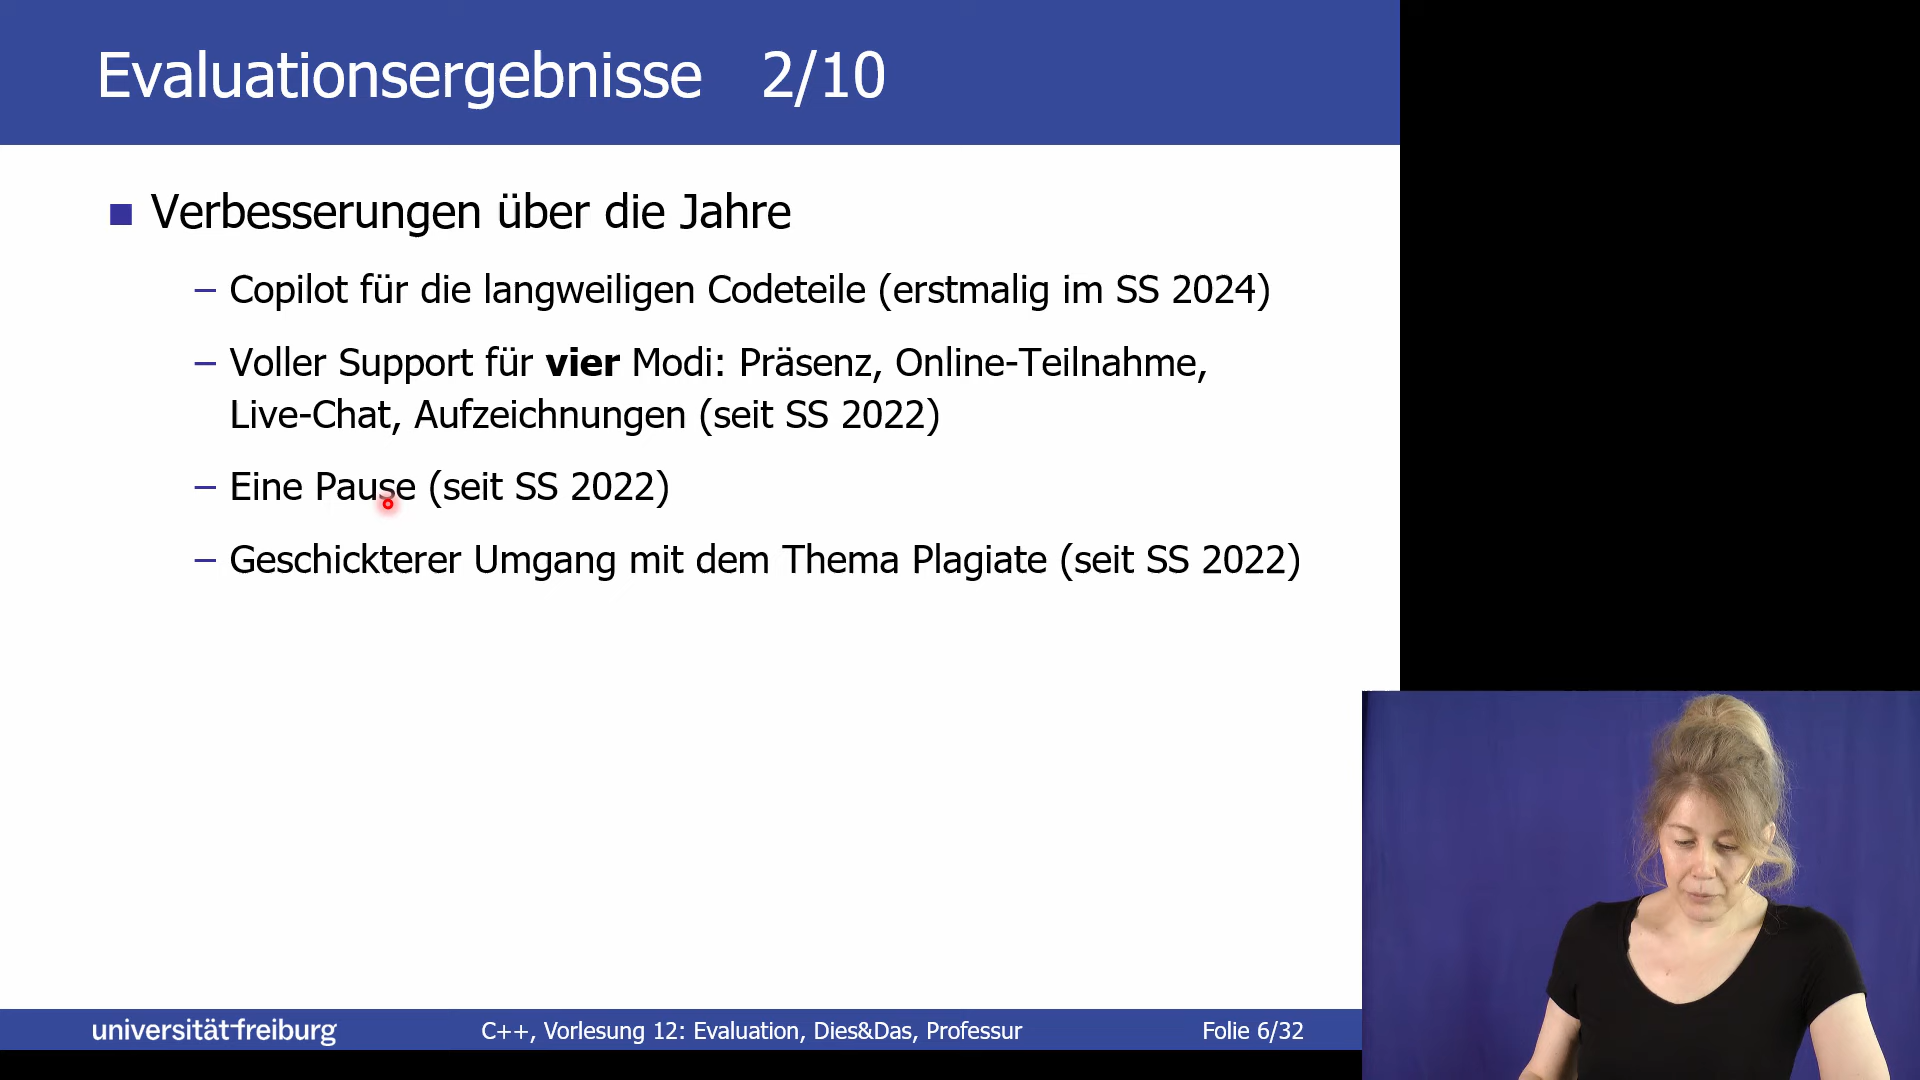 Evaluationsergebnisse 2/10
Verbesserungen über die Jahre
– Copilot für die langweiligen Codeteile (erstmalig im SS 2024)
– Voller Support für vier Modi: Präsenz, Online-Teilnahme,
Live-Chat, Aufzeichnungen (seit SS 2022)
– Eine Pause (seit SS 2022)
– Geschickterer Umgang mit dem Thema Plagiate (seit SS 2022)
universität freiburg C++, Vorlesung 12: Evaluation, Dies&Das, Professur Folie 6/32